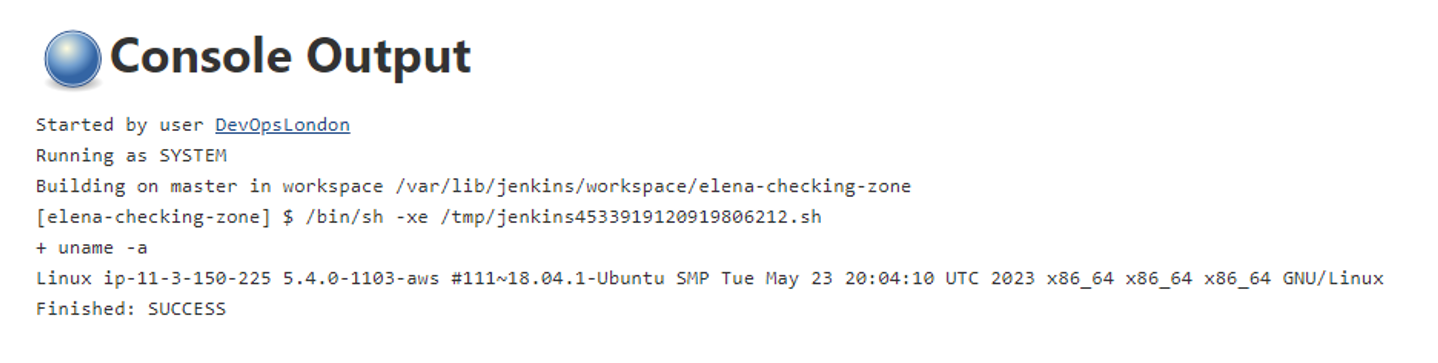 Console Output
Started by user DevOpsLondon
Running as SYSTEM
Building on master in workspace /var/lib/jenkins/workspace/elena-checking-zone
[elena-checking-zone] $ /bin/sh -xe /tmp/jenkins4533919120919806212.sh
+ uname -a
Linux ip-11-3-150-225 5.4.0-1103-aws #111~18.04.1-Ubuntu SMP Tue May 23 20:04:10 UTC 2023 x86_64 x86_64 x86_64 GNU/Linux
Finished: SUCCESS